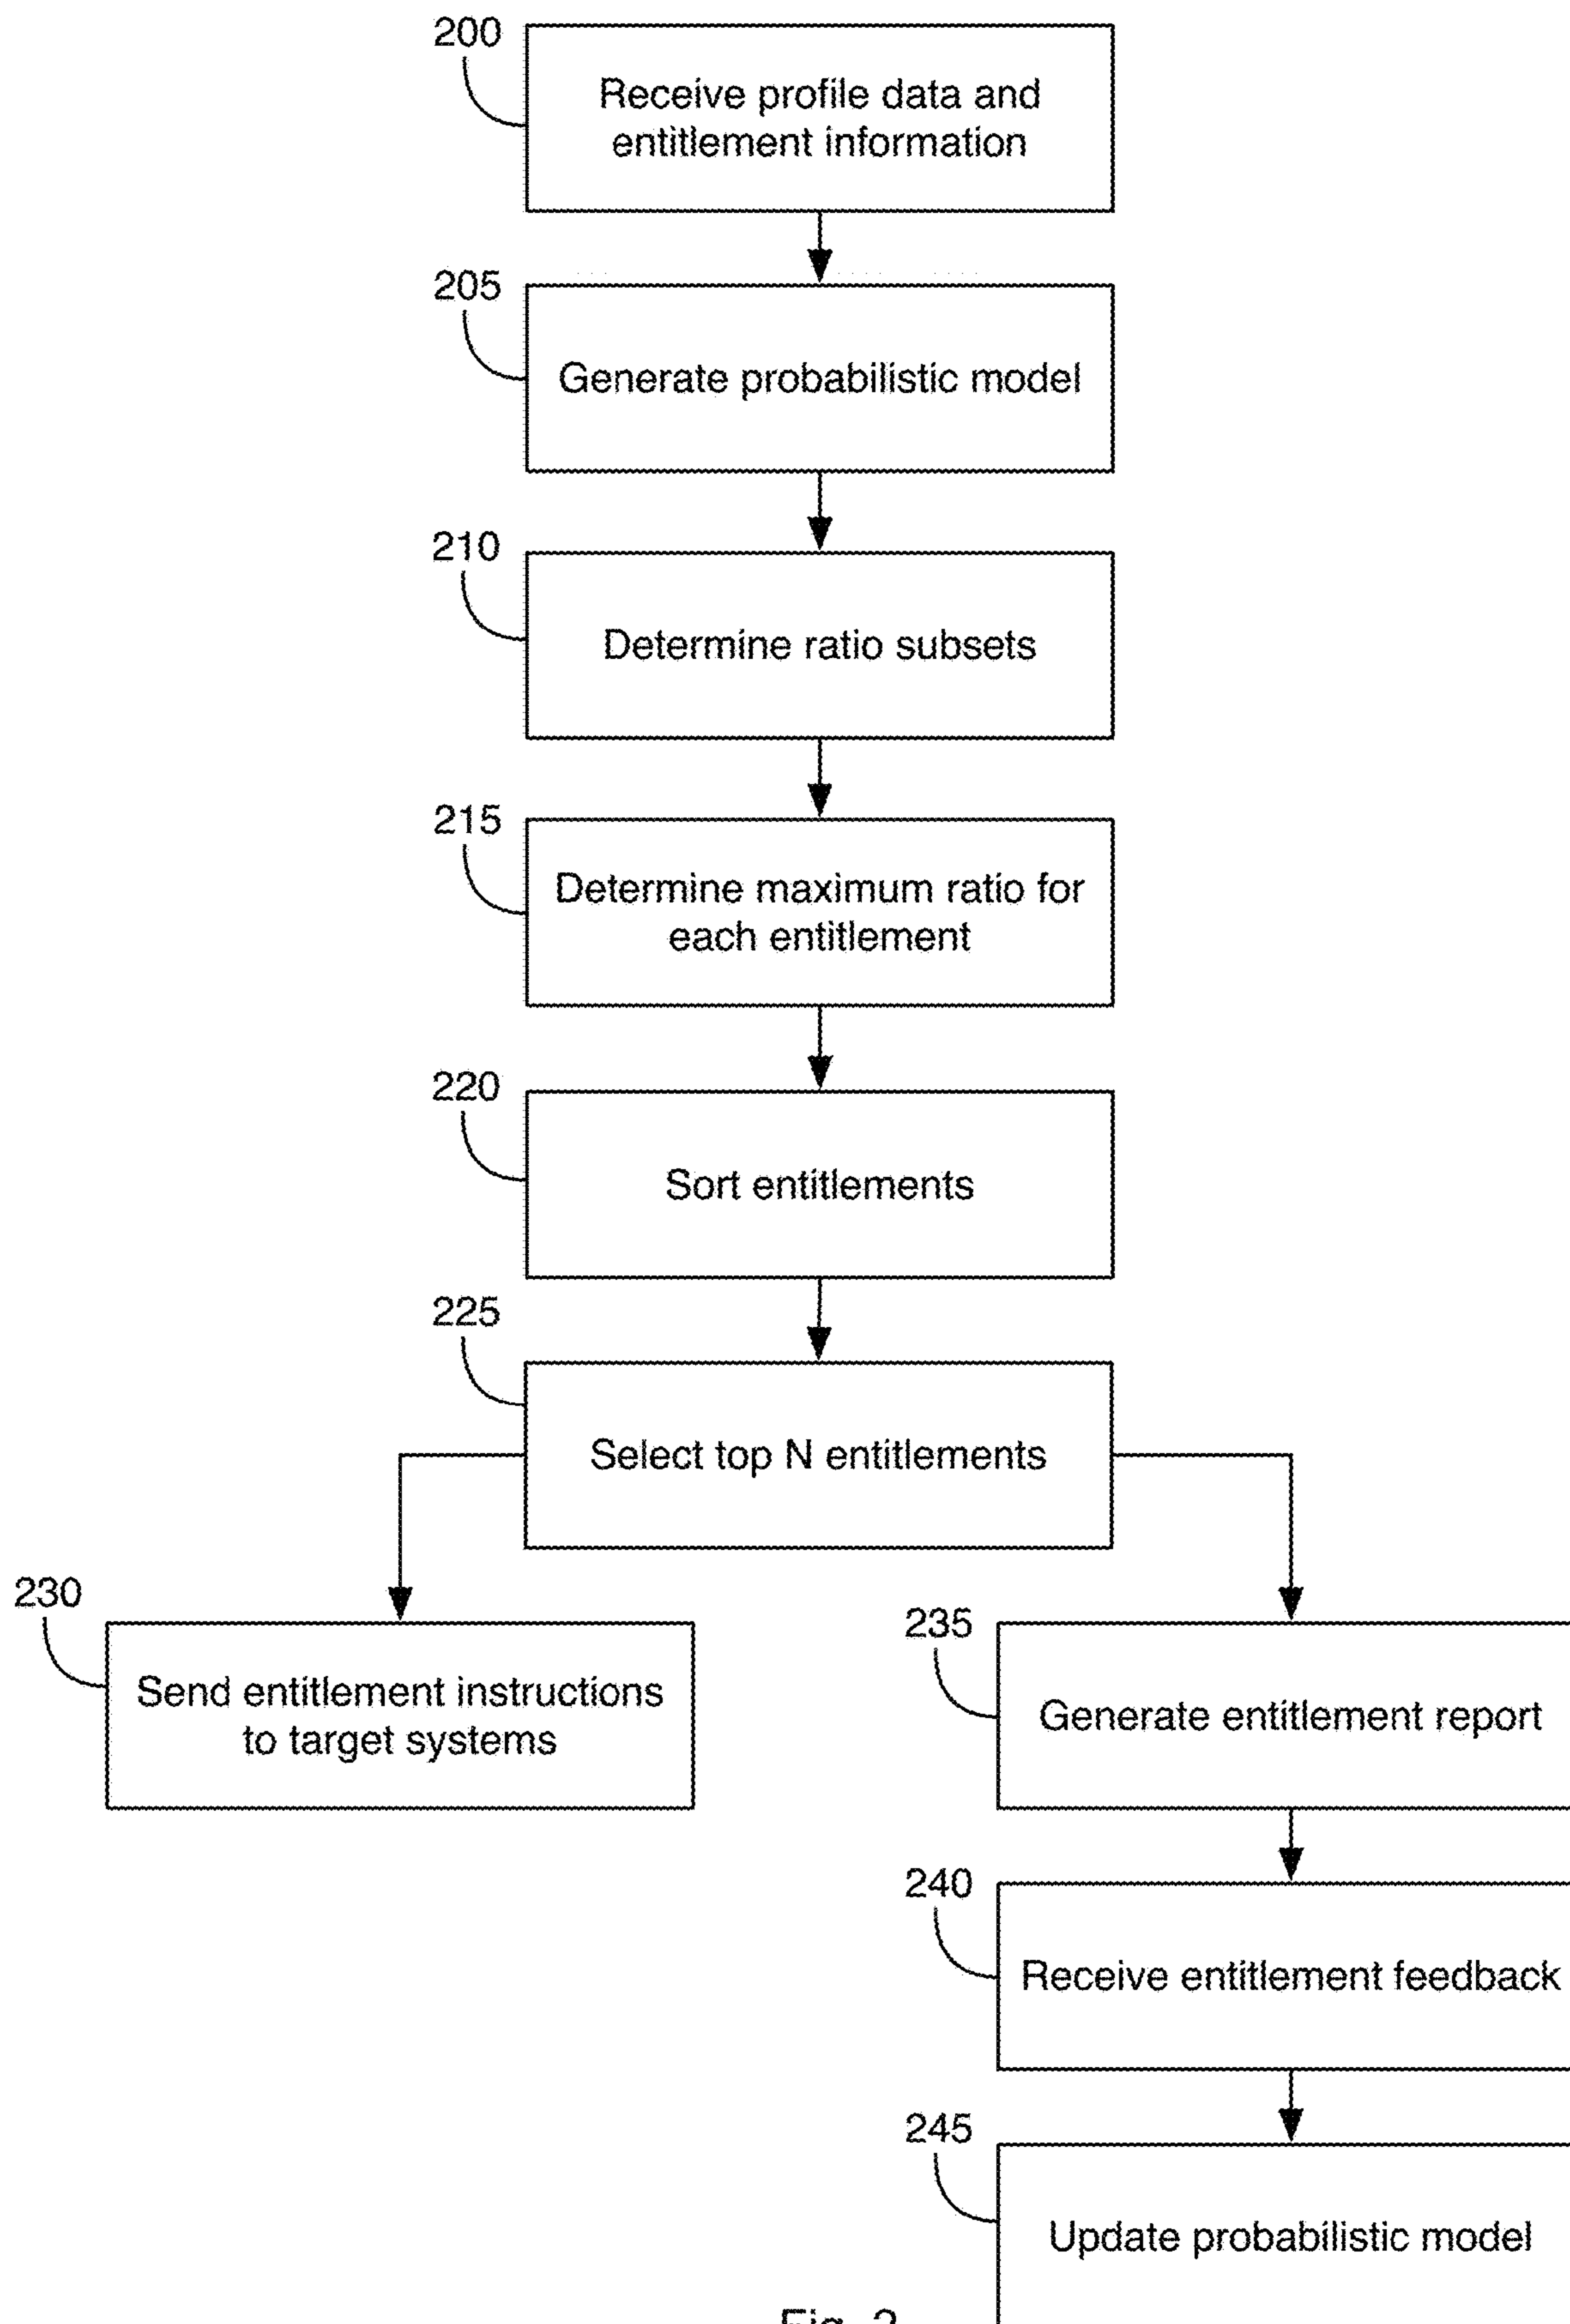 200
Receive profile data and
entitlement information
205
Generate probabilistic model
210
Determine ratio subsets
215
Determine maximum ratio for
each entitlement
220
Sort entitlements
225
Select top N entitlements
230
Send entitlement instructions
to target systems
235
Generate entitlement report
240
Receive entitlement feedback
245
Update probabilistic model
Fig. 2